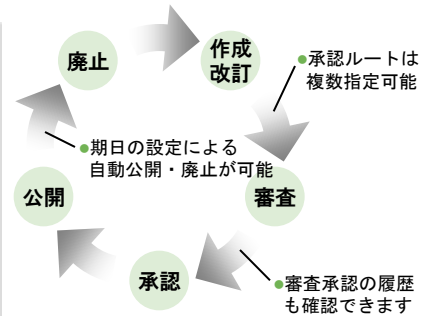 廃止
作成
改訂
●承認ルートは
複数指定可能
●期日の設定による
自動公開・廃止が可能
公開
審査
承認
●審査承認の履歴
も確認できます